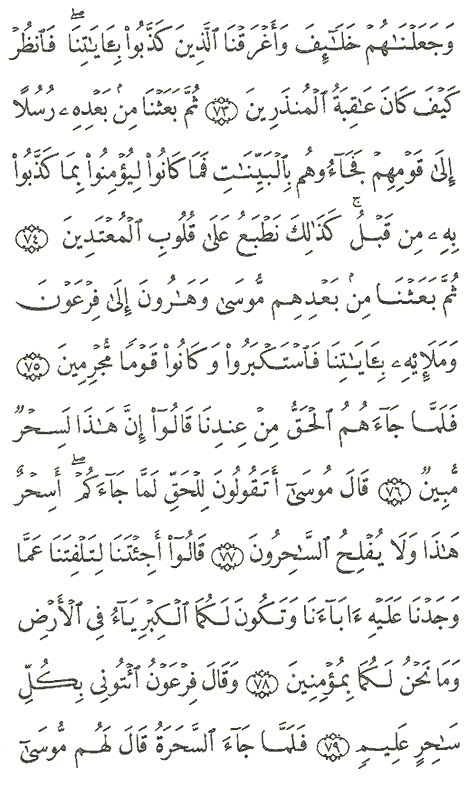 وَجَعَلْنَٰهُمْ خَلَٰٓئِفَ وَأَغْرَقْنَا ٱلَّذِينَ كَذَّبُوا۟ بِـَٔايَٰتِنَا ۖ فَٱنظُرْ
كَيْفَ كَانَ عَٰقِبَةُ ٱلْمُنذَرِينَ ٧٣ ثُمَّ بَعَثْنَا مِنۢ بَعْدِهِۦ رُسُلًا
إِلَىٰ قَوْمِهِمْ فَجَآءُوهُم بِٱلْبَيِّنَٰتِ فَمَا كَانُوا۟ لِيُؤْمِنُوا۟ بِمَا كَذَّبُوا۟
بِهِۦ مِن قَبْلُ ۚ كَذَٰلِكَ نَطْبَعُ عَلَىٰ قُلُوبِ ٱلْمُعْتَدِينَ ٧٤
ثُمَّ بَعَثْنَا مِنۢ بَعْدِهِم مُّوسَىٰ وَهَٰرُونَ إِلَىٰ فِرْعَوْنَ
وَمَلَإِي۟هِۦ بِـَٔايَٰتِنَا فَٱسْتَكْبَرُوا۟ وَكَانُوا۟ قَوْمًا مُّجْرِمِينَ ٧٥
فَلَمَّا جَآءَهُمُ ٱلْحَقُّ مِنْ عِندِنَا قَالُوٓا۟ إِنَّ هَٰذَا لَسِحْرٌ
مُّبِينٌ ٧٦ قَالَ مُوسَىٰٓ أَتَقُولُونَ لِلْحَقِّ لَمَّا جَآءَكُمْ ۖ أَسِحْرٌ
هَٰذَا وَلَا يُفْلِحُ ٱلسَّٰحِرُونَ ٧٧ قَالُوٓا۟ أَجِئْتَنَا لِتَلْفِتَنَا عَمَّا
وَجَدْنَا عَلَيْهِ ءَابَآءَنَا وَتَكُونَ لَكُمَا ٱلْكِبْرِيَآءُ فِى ٱلْأَرْضِ
وَمَا نَحْنُ لَكُمَا بِمُؤْمِنِينَ ٧٨ وَقَالَ فِرْعَوْنُ ٱئْتُونِى بِكُلِّ
سَٰحِرٍ عَلِيمٍ ٧٩ فَلَمَّا جَآءَ ٱلسَّحَرَةُ قَالَ لَهُم مُّوسَىٰٓ